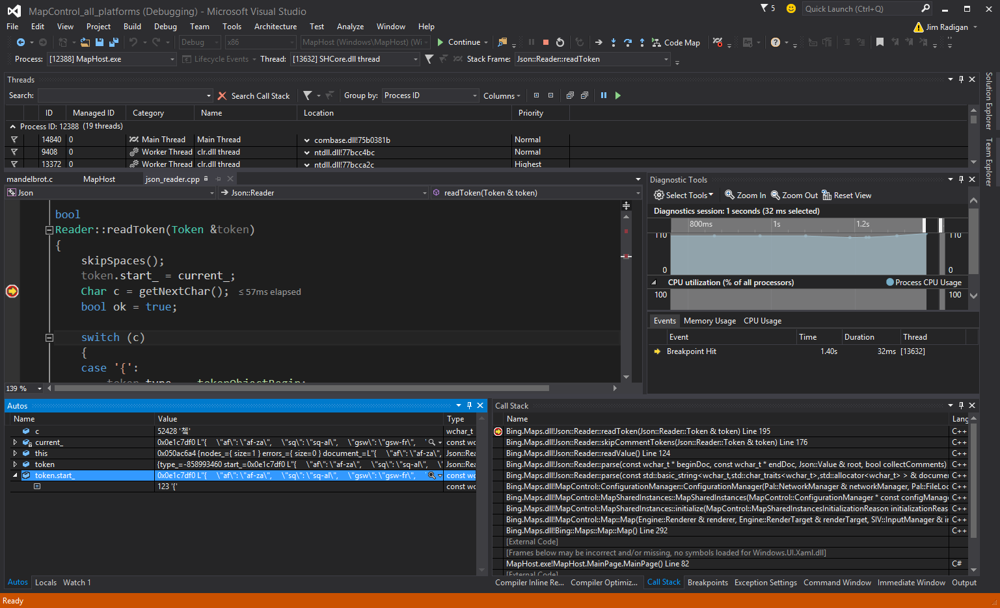 MapControl_all_platforms (Debugging) - Microsoft Visual Studio
5
Quick Launch (Ctrl+Q)
File Edit View Project Build Debug Team Tools Architecture Test Analyze Window Help
Jim Radigan
Debug x86 MapHost (Windows\MapHost) (Wi Continue Code Map
Process: [12388] MapHost.exe Lifecycle Events Thread: [13632] SHCore.dll thread Stack Frame: Json::Reader::readToken
Threads
Search: Search Call Stack Group by: Process ID Columns
ID Managed ID Category Name Location Priority
Process ID: 12388 (19 threads)
14840 0 Main Thread Main Thread combase.dll!75b0381b Normal
9408 0 Worker Thread clr.dll thread ntdll.dll!77bcc4bc Normal
13372 0 Worker Thread clr.dll thread ntdll.dll!77bcca2c Highest
Solution Explorer
Team Explorer
mandelbrot.c MapHost json_reader.cpp
Json Json::Reader readToken(Token & token)
bool
Reader::readToken(Token &token)
{
skipSpaces();
token.start_ = current_;
Char c = getNextChar(); ≤ 57ms elapsed
bool ok = true;
switch (c)
{
case '{':
token.type_ = tokenObjectBegin;
139 %
Diagnostic Tools
Select Tools Zoom In Zoom Out Reset View
Diagnostics session: 1 seconds (32 ms selected)
800ms 1s 1.2s
110 110
0 0
CPU utilization (% of all processors) Process CPU Usage
100 100
Events Memory Usage CPU Usage
Event Time Duration Thread
Breakpoint Hit 1.40s 32ms [13632]
Autos
Name Value Type
c 52428 '쳌' wchar_t
current_ 0x0e1c7df0 L"{ \"af\": \"af-za\", \"sq\": \"sq-al\", \"gsw\": \"gsw-fr\", const wc
this 0x050ac6a4 {nodes_={ size=1 } errors_={ size=0 } document_=L"{ \"af\": \"af-za\", Json::Rea
token {type_=-858993460 start_=0x0e1c7df0 L"{ \"af\": \"af-za\", \"sq\": \"sq-al\", Json::Rea
token.start_ 0x0e1c7df0 L"{ \"af\": \"af-za\", \"sq\": \"sq-al\", \"gsw\": \"gsw-fr\", const wc
123 '{' const wc
Autos Locals Watch 1
Call Stack
Name Lang
Bing.Maps.dll!Json::Reader::readToken(Json::Reader::Token & token) Line 195 C++
Bing.Maps.dll!Json::Reader::skipCommentTokens(Json::Reader::Token & token) Line 176 C++
Bing.Maps.dll!Json::Reader::readValue() Line 124 C++
Bing.Maps.dll!Json::Reader::parse(const wchar_t * beginDoc, const wchar_t * endDoc, Json::Value & root, bool collectComments) C++
Bing.Maps.dll!Json::Reader::parse(const std::basic_string<wchar_t,std::char_traits<wchar_t>,std::allocator<wchar_t> > & docume C++
Bing.Maps.dll!MapControl::ConfigurationManager::ConfigurationManager(Pal::NetworkManager & networkManager, Pal::FileLoc C++
Bing.Maps.dll!MapControl::MapSharedInstances::MapSharedInstances(MapControl::ConfigurationManager * const configManage C++
Bing.Maps.dll!MapControl::MapSharedInstances::initialize(MapControl::MapSharedInstancesInitializationReason initializationReas C++
Bing.Maps.dll!MapControl::Map::Map(Engine::Renderer & renderer, Engine::RenderTarget & renderTarget, SIV::InputManager & in C++
Bing.Maps.dll!Bing::Maps::Map::Map() Line 292 C++
[External Code]
[Frames below may be incorrect and/or missing, no symbols loaded for Windows.UI.Xaml.dll]
MapHost.exe!MapHost.MainPage.MainPage() Line 82 C#
[External Code]
Compiler Inline Re... Compiler Optimiz... Call Stack Breakpoints Exception Settings Command Window Immediate Window Output
Ready